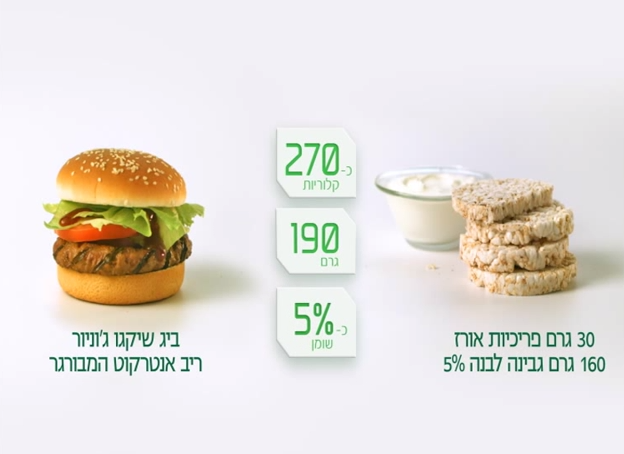 כ-270
קלוריות
190
גרם
כ-5%
שומן
ביג שיקגו ג'וניור
ריב אנטרקוט המבורגר
30 גרם פריכיות אורז
160 גרם גבינה לבנה 5%